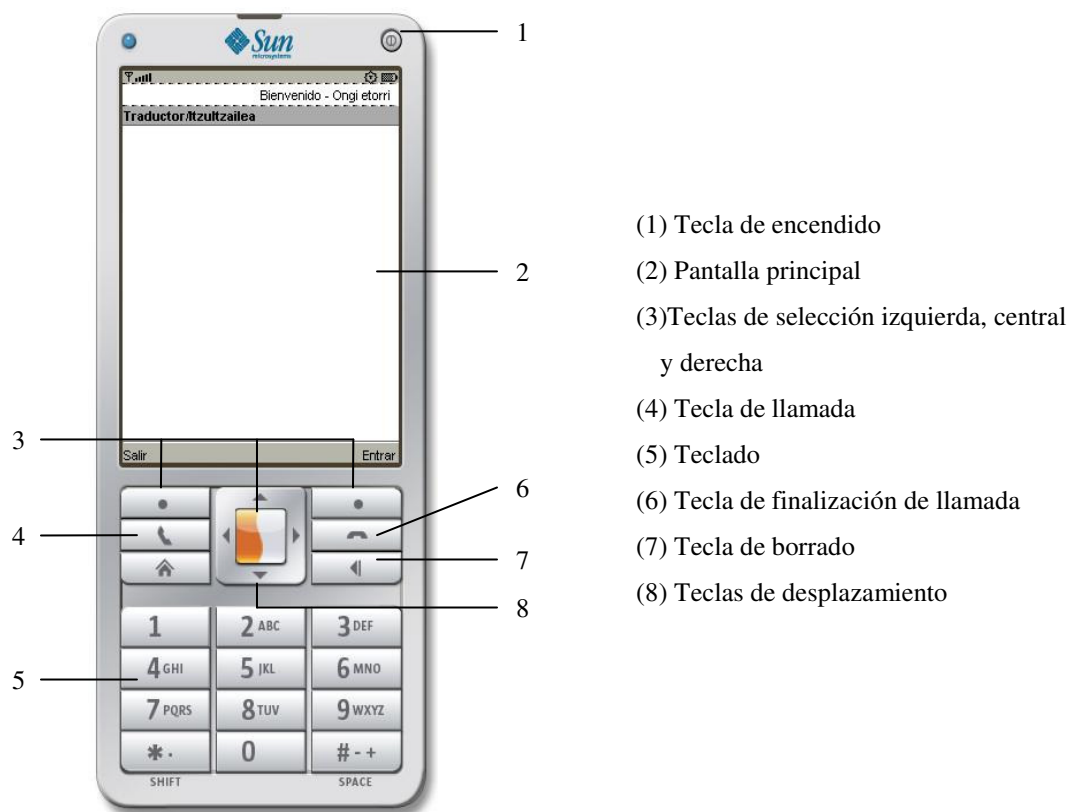 Sun
microsystems
1
Bienvenido - Ongi etorri
Traductor/Itzultzailea
2
Salir Entrar
3
4
5
6
7
8
1 2 ABC 3 DEF
4 GHI 5 JKL 6 MNO
7 PQRS 8 TUV 9 WXYZ
* . 0 # - +
SHIFT SPACE
(1) Tecla de encendido
(2) Pantalla principal
(3)Teclas de selección izquierda, central
y derecha
(4) Tecla de llamada
(5) Teclado
(6) Tecla de finalización de llamada
(7) Tecla de borrado
(8) Teclas de desplazamiento